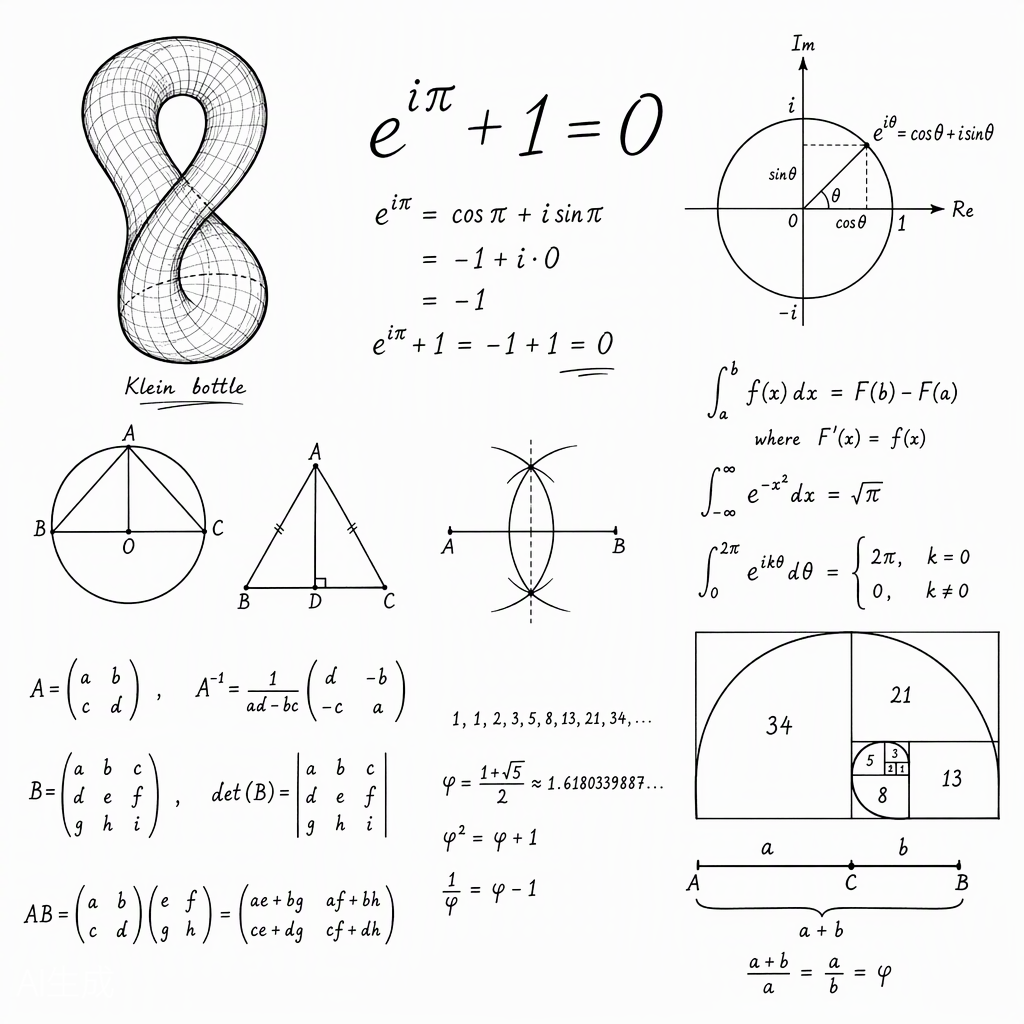 Klein bottle
e^{iπ} + 1 = 0
e^{iπ} = cos π + i sin π
= -1 + i · 0
= -1
e^{iπ} + 1 = -1 + 1 = 0
Im
i
e^{iθ} = cosθ + isinθ
sinθ
θ
0
cosθ
1
Re
-i
∫_a^b f(x) dx = F(b) – F(a)
where F'(x) = f(x)
∫_{-∞}^{∞} e^{-x²} dx = √π
∫_0^{2π} e^{ikθ} dθ = { 2π, k = 0
0, k ≠ 0
A
B
O
C
A
B
D
C
A
B
A = ( a b
c d ) , A^{-1} = 1/(ad – bc) ( d -b
-c a )
B = ( a b c
d e f
g h i ) , det (B) = | a b c
d e f
g h i |
AB = ( a b
c d ) ( e f
g h ) = ( ae + bg af + bh
ce + dg cf + dh )
1, 1, 2, 3, 5, 8, 13, 21, 34, ...
φ = (1+√5)/2 ≈ 1.6180339887...
φ² = φ + 1
1/φ = φ – 1
34
21
5
3
2
1
8
13
a
b
A
C
B
a + b
(a + b)/a = a/b = φ